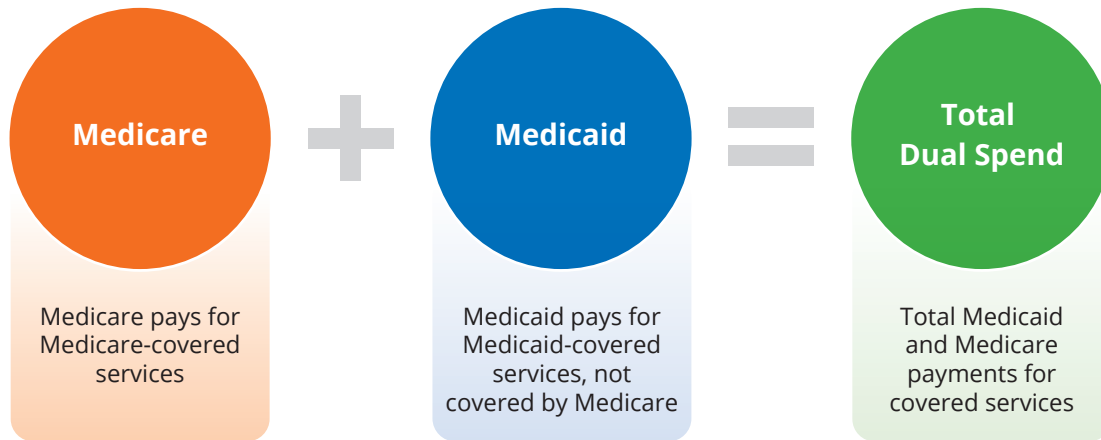 Medicare
Medicaid
Total
Dual Spend
Medicare pays for
Medicare-covered
services
Medicaid pays for
Medicaid-covered
services, not
covered by Medicare
Total Medicaid
and Medicare
payments for
covered services